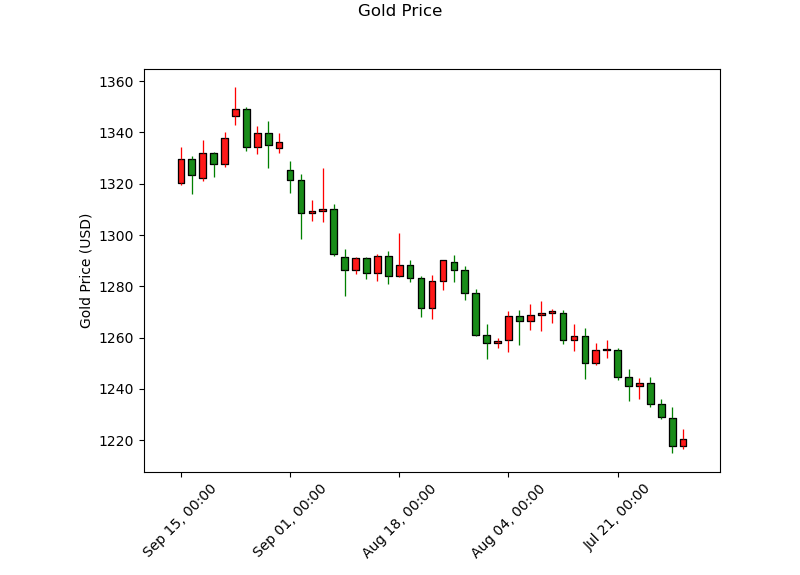 Gold Price
Gold Price (USD)
1360
1340
1320
1300
1280
1260
1240
1220
Sep 15, 00:00
Sep 01, 00:00
Aug 18, 00:00
Aug 04, 00:00
Jul 21, 00:00